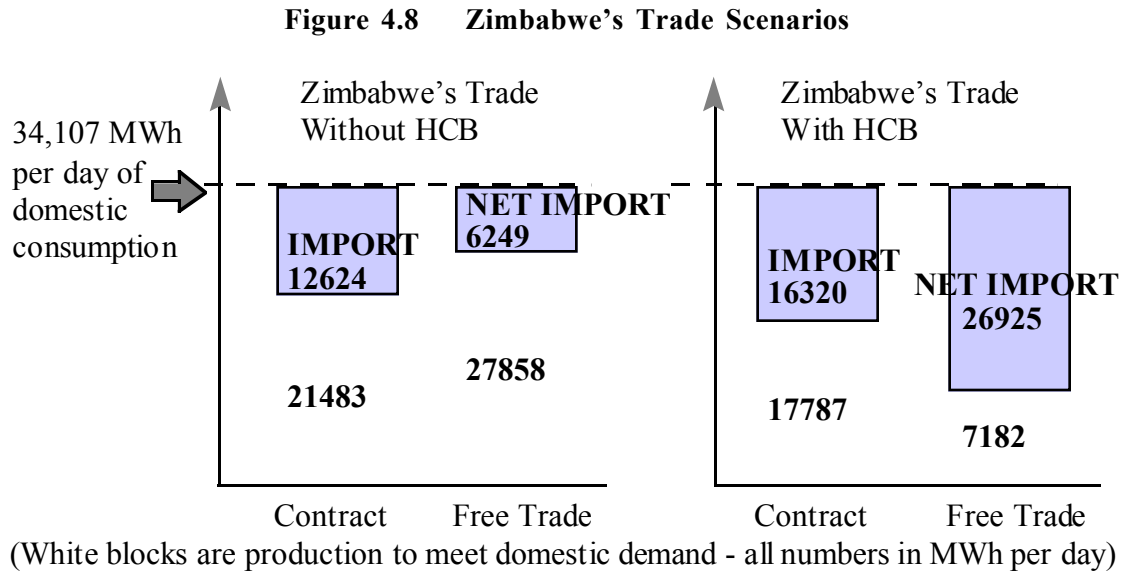 Figure 4.8 Zimbabwe's Trade Scenarios
34,107 MWh
per day of
domestic
consumption
Zimbabwe's Trade
Without HCB
IMPORT
12624
21483
NET IMPORT
6249
27858
Contract Free Trade
Zimbabwe's Trade
With HCB
IMPORT
16320
17787
NET IMPORT
26925
7182
Contract Free Trade
(White blocks are production to meet domestic demand - all numbers in MWh per day)